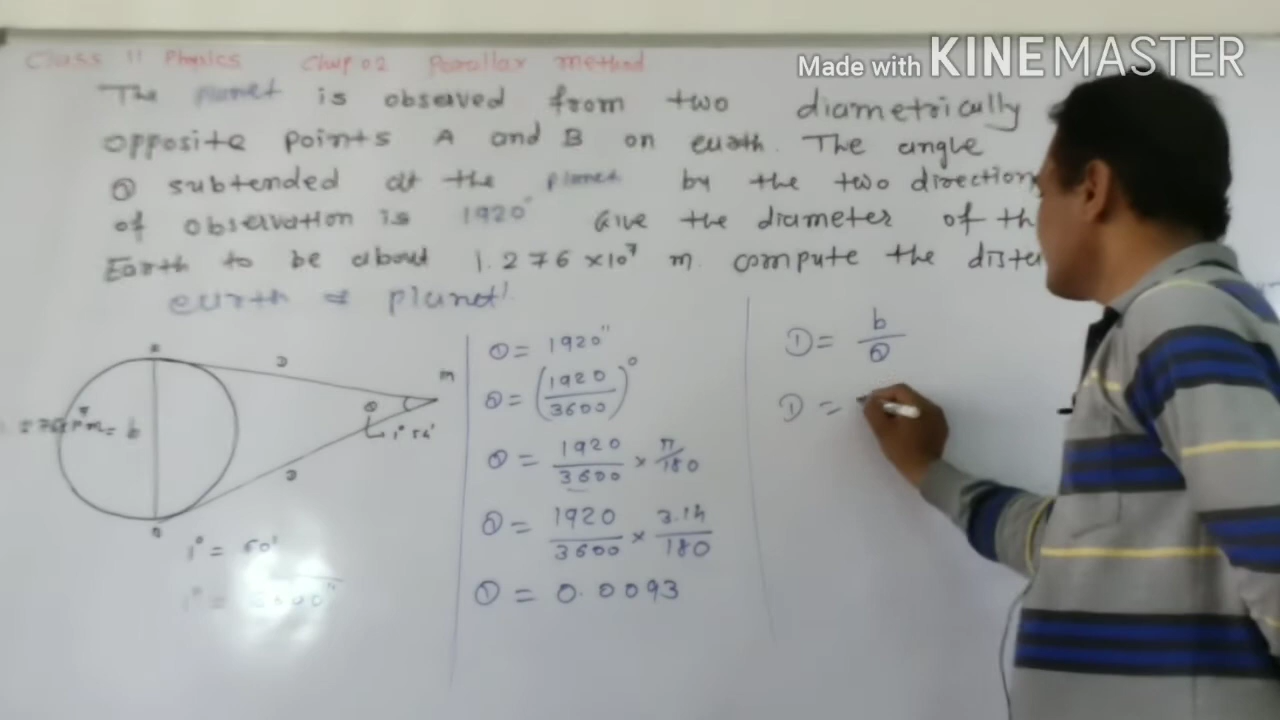 Made with KINEMASTER
Class 11 Physics Chap 02 Parallax method
The planet is observed from two diametrically
opposite points A and B on earth. The angle
θ subtended at the planet by the two direction
of observation is 1920" Give the diameter of th
Earth to be about 1.276 ×10⁷ m. compute the dista
earth & planet
m
D
θ
1° 54'
= b
D
1° = 60'
1° = 3600"
θ = 1920"
θ = (1920/3600)°
θ = 1920/3600 × π/180
θ = 1920/3600 × 3.14/180
θ = 0.0093
D = b/θ
D =